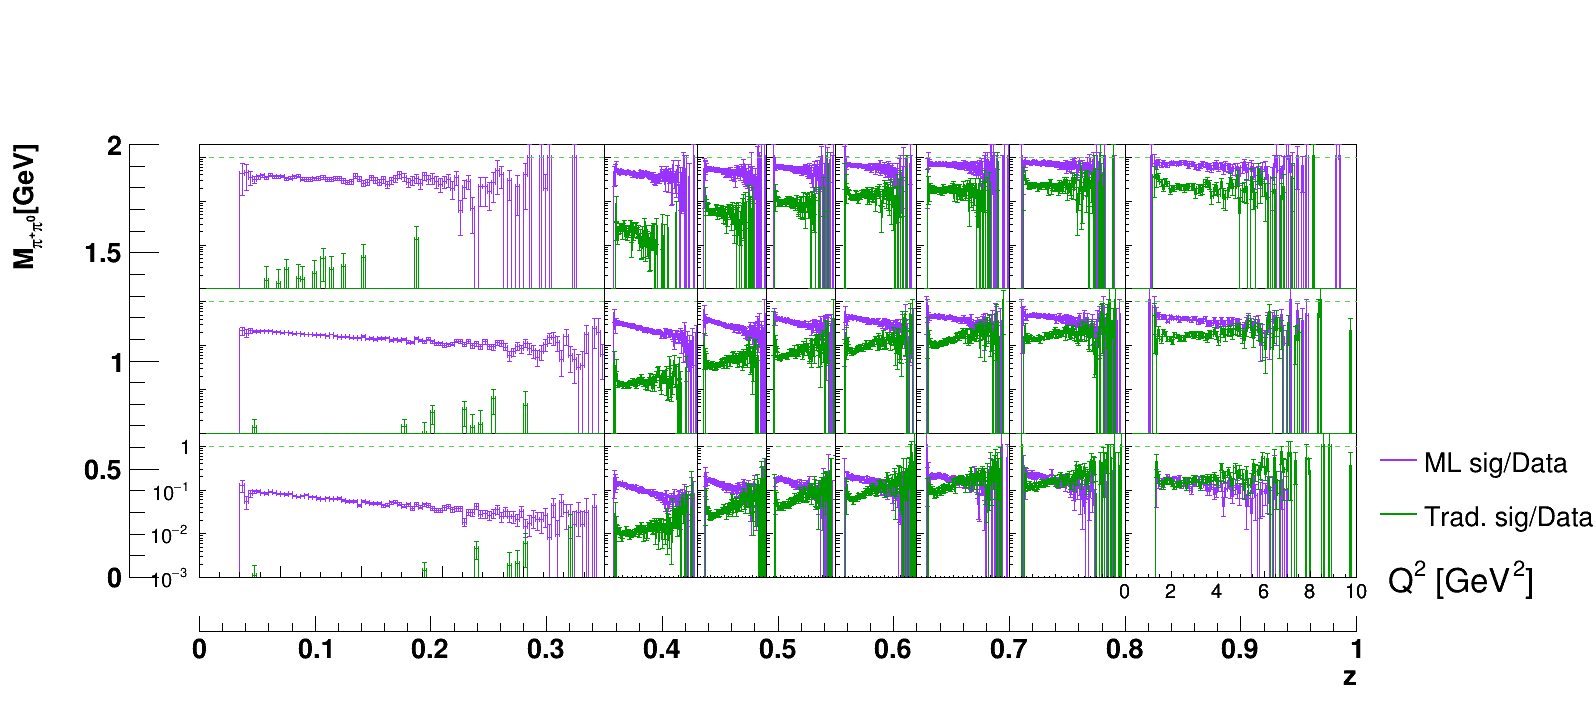 M_{π⁺π⁰}[GeV]
2
1.5
1
0.5
0
1
10⁻¹
10⁻²
10⁻³
ML sig/Data
Trad. sig/Data
0 2 4 6 8 10
Q² [GeV²]
0 0.1 0.2 0.3 0.4 0.5 0.6 0.7 0.8 0.9 1
z